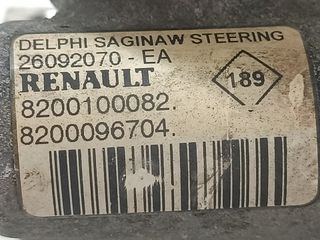 DELPHI SAGINAW STEERING
26092070 - EA
RENAULT
189
8200100082.
8200096704.